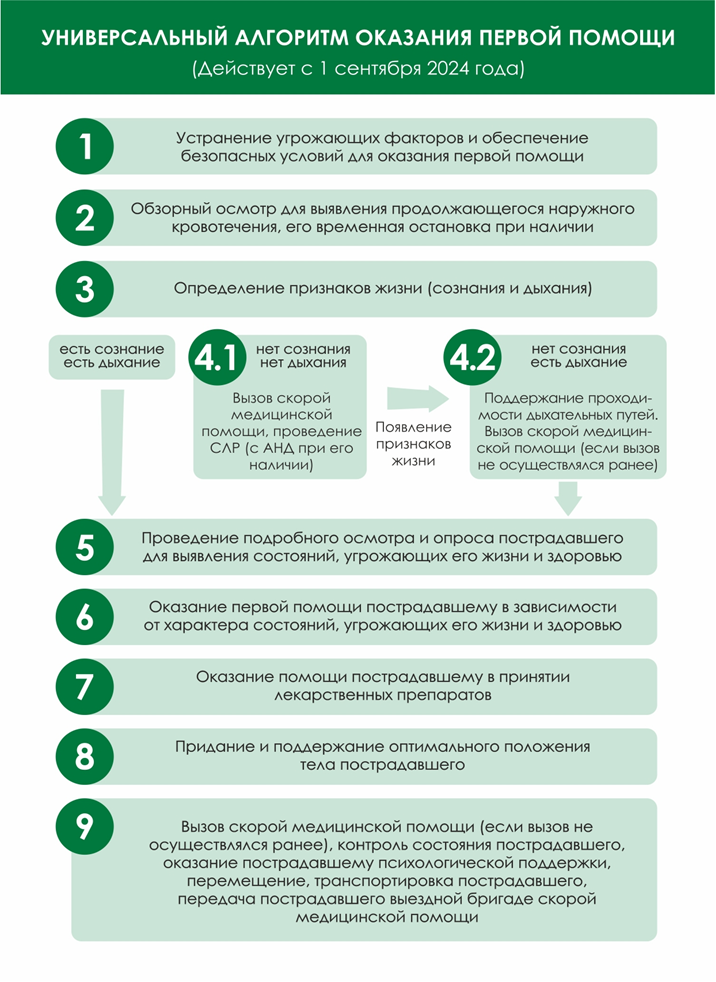 УНИВЕРСАЛЬНЫЙ АЛГОРИТМ ОКАЗАНИЯ ПЕРВОЙ ПОМОЩИ
(Действует с 1 сентября 2024 года)
1
Устранение угрожающих факторов и обеспечение
безопасных условий для оказания первой помощи
2
Обзорный осмотр для выявления продолжающегося наружного
кровотечения, его временная остановка при наличии
3
Определение признаков жизни (сознания и дыхания)
есть сознание
есть дыхание
4.1
нет сознания
нет дыхания
Вызов скорой
медицинской
помощи, проведение
СЛР (с АНД при его
наличии)
Появление
признаков
жизни
4.2
нет сознания
есть дыхание
Поддержание проходи-
мости дыхательных путей.
Вызов скорой медицин-
ской помощи (если вызов
не осуществлялся ранее)
5
Проведение подробного осмотра и опроса пострадавшего
для выявления состояний, угрожающих его жизни и здоровью
6
Оказание первой помощи пострадавшему в зависимости
от характера состояний, угрожающих его жизни и здоровью
7
Оказание помощи пострадавшему в принятии
лекарственных препаратов
8
Придание и поддержание оптимального положения
тела пострадавшего
9
Вызов скорой медицинской помощи (если вызов не
осуществлялся ранее), контроль состояния пострадавшего,
оказание пострадавшему психологической поддержки,
перемещение, транспортировка пострадавшего,
передача пострадавшего выездной бригаде скорой
медицинской помощи